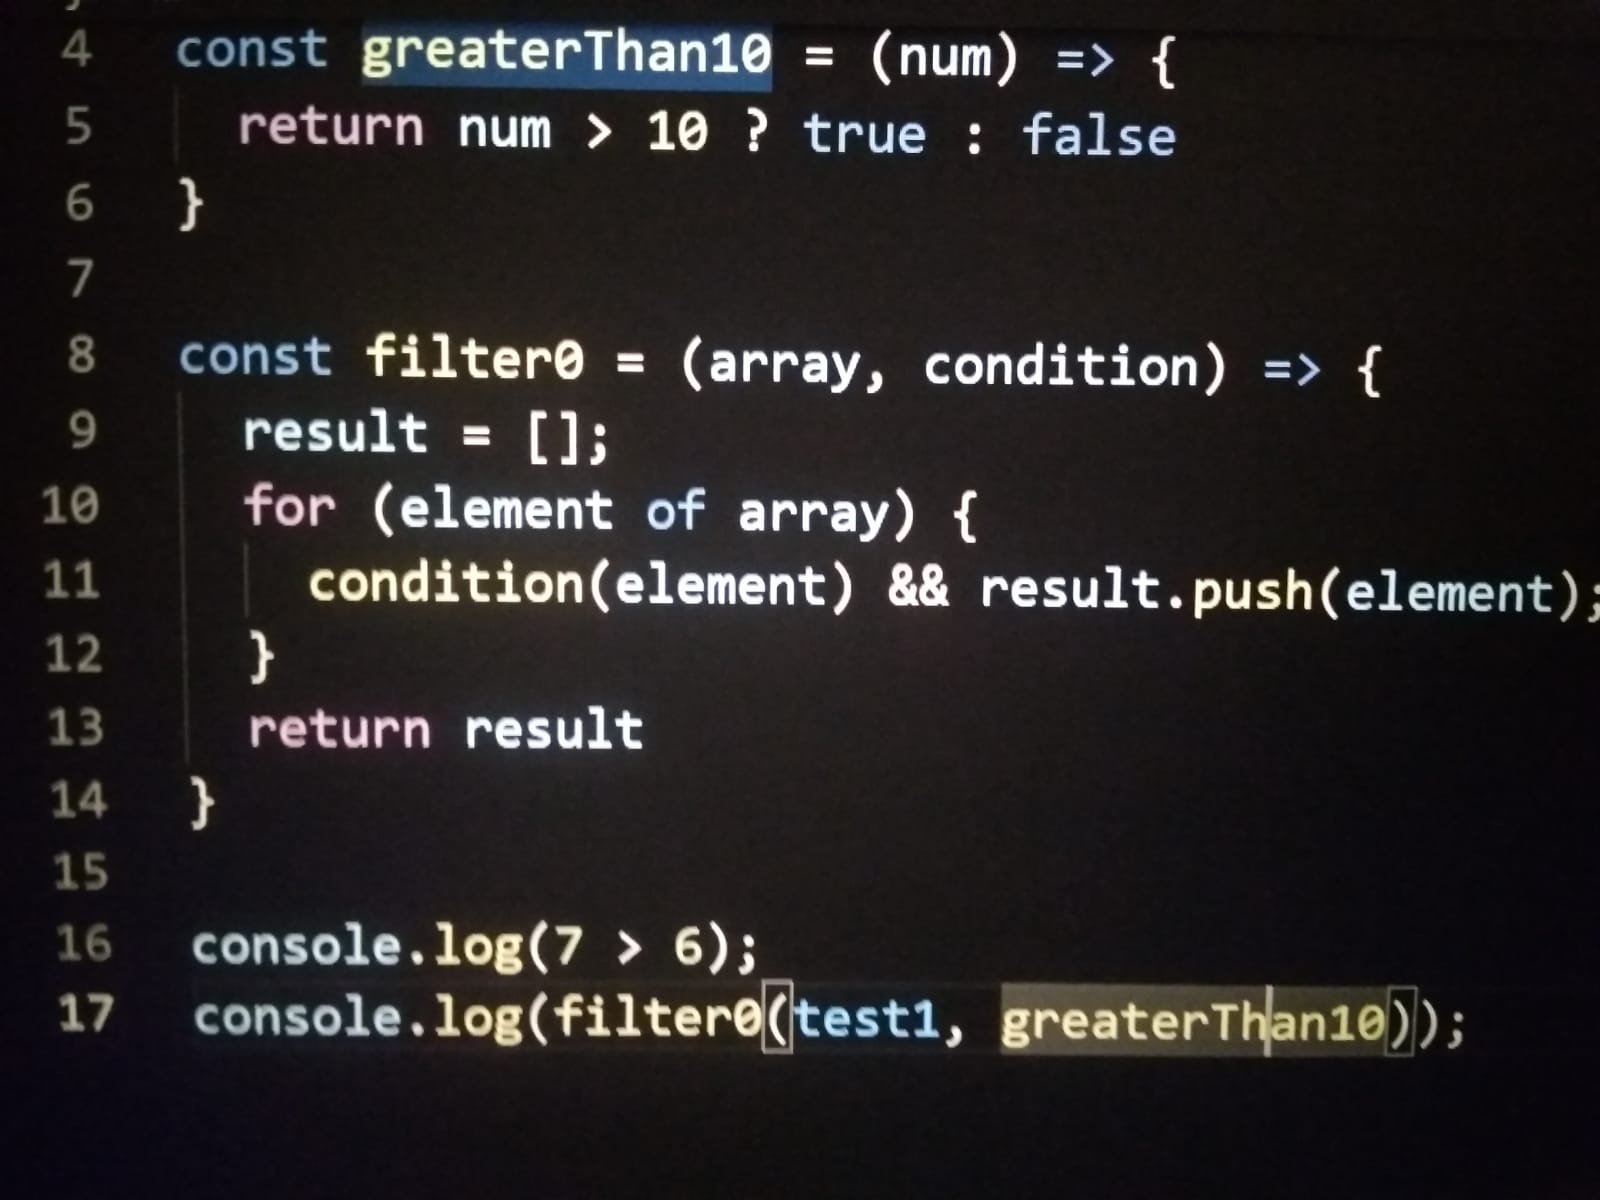 4 const greaterThan10 = (num) => {
5 return num > 10 ? true : false
6 }
7
8 const filter0 = (array, condition) => {
9 result = [];
10 for (element of array) {
11 condition(element) && result.push(element);
12 }
13 return result
14 }
15
16 console.log(7 > 6);
17 console.log(filter0(test1, greaterThan10));